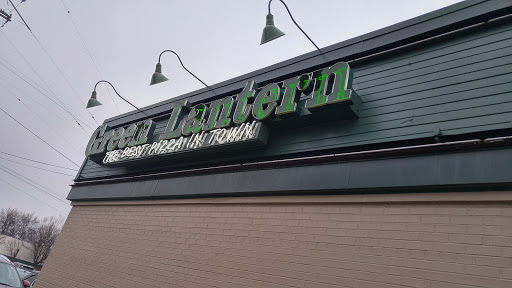 Green Lantern
THE BEST PIZZA IN TOWN!